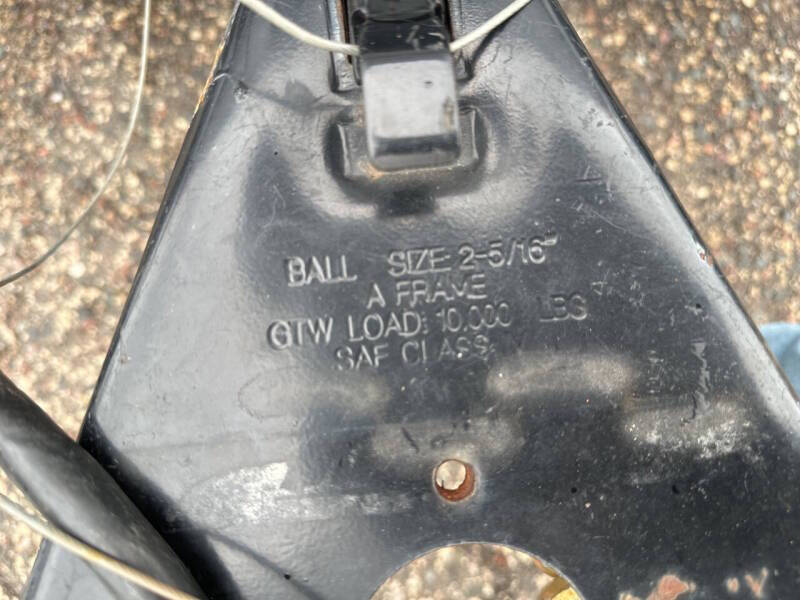 BALL SIZE 2-5/16"
A FRAME
GTW LOAD: 10,000 LBS
SAE CLASS